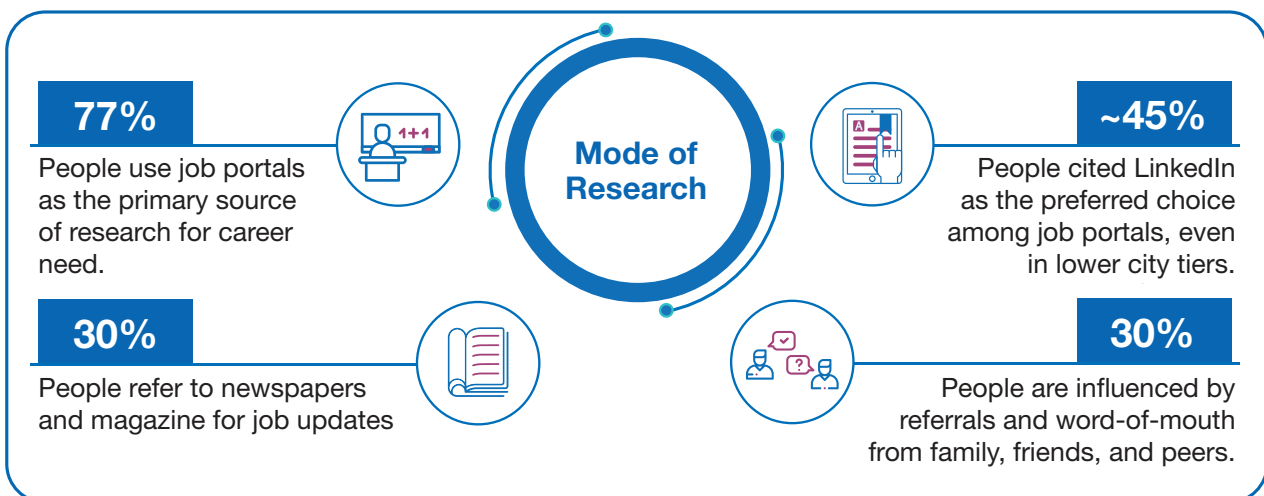 77%
People use job portals
as the primary source
of research for career
need.
1+1
Mode of
Research
A
~45%
People cited LinkedIn
as the preferred choice
among job portals, even
in lower city tiers.
30%
People refer to newspapers
and magazine for job updates
?
30%
People are influenced by
referrals and word-of-mouth
from family, friends, and peers.